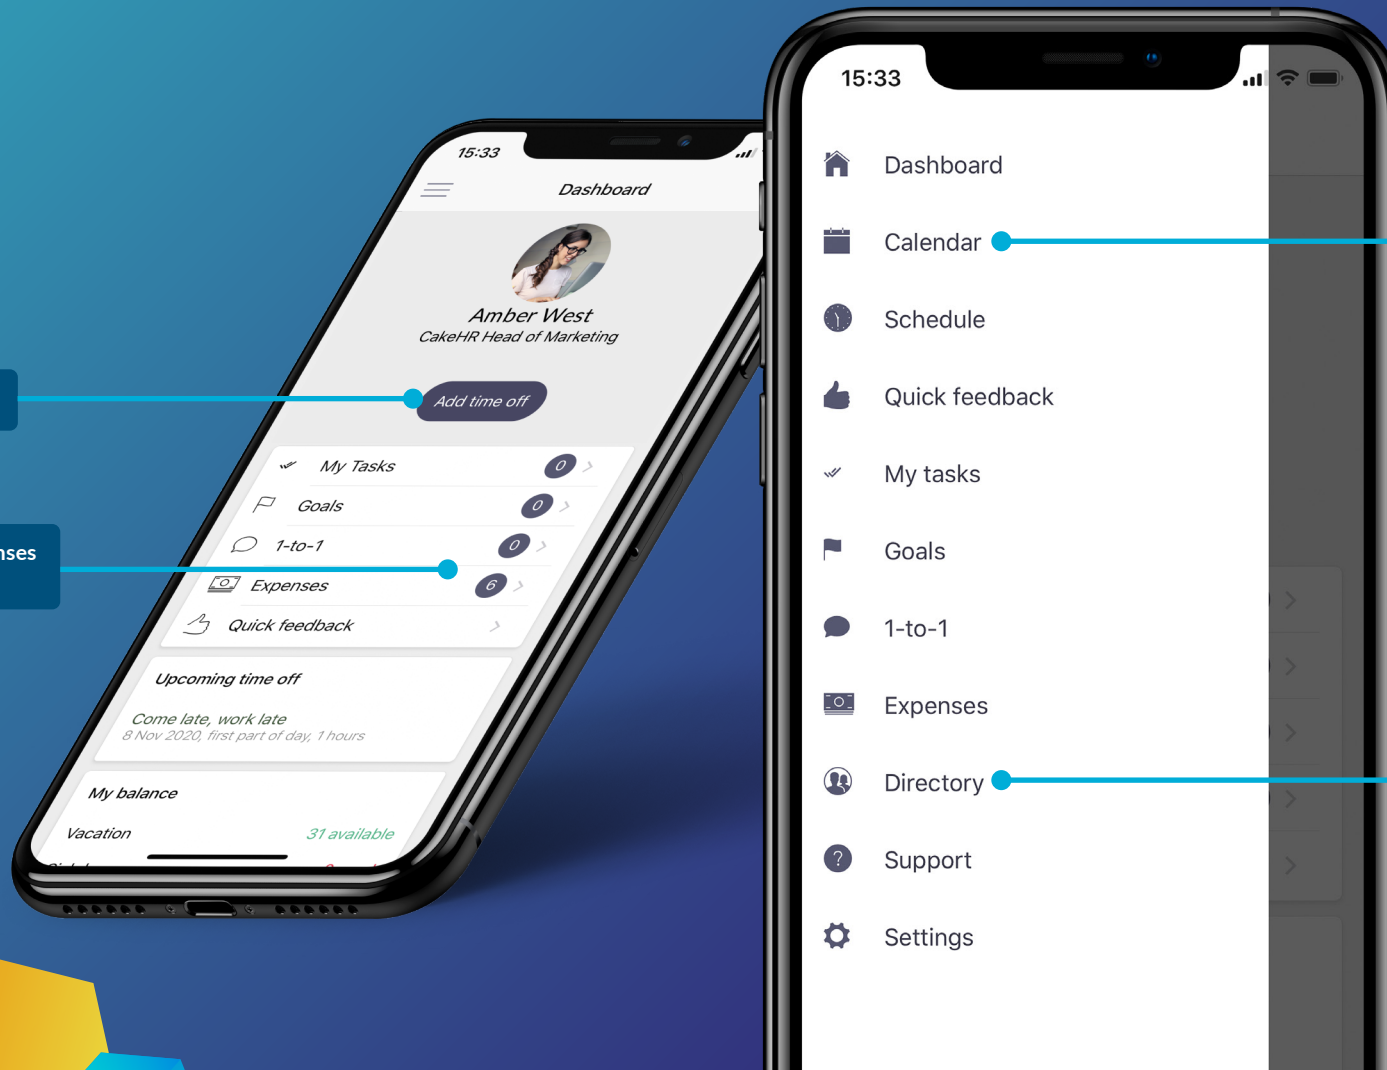 15:33
Dashboard
Amber West
CakeHR Head of Marketing
Add time off
My Tasks 0
Goals 0
1-to-1 0
Expenses 6
Quick feedback
Upcoming time off
Come late, work late
8 Nov 2020, first part of day, 1 hours
My balance
Vacation 31 available
15:33
Dashboard
Calendar
Schedule
Quick feedback
My tasks
Goals
1-to-1
Expenses
Directory
Support
Settings